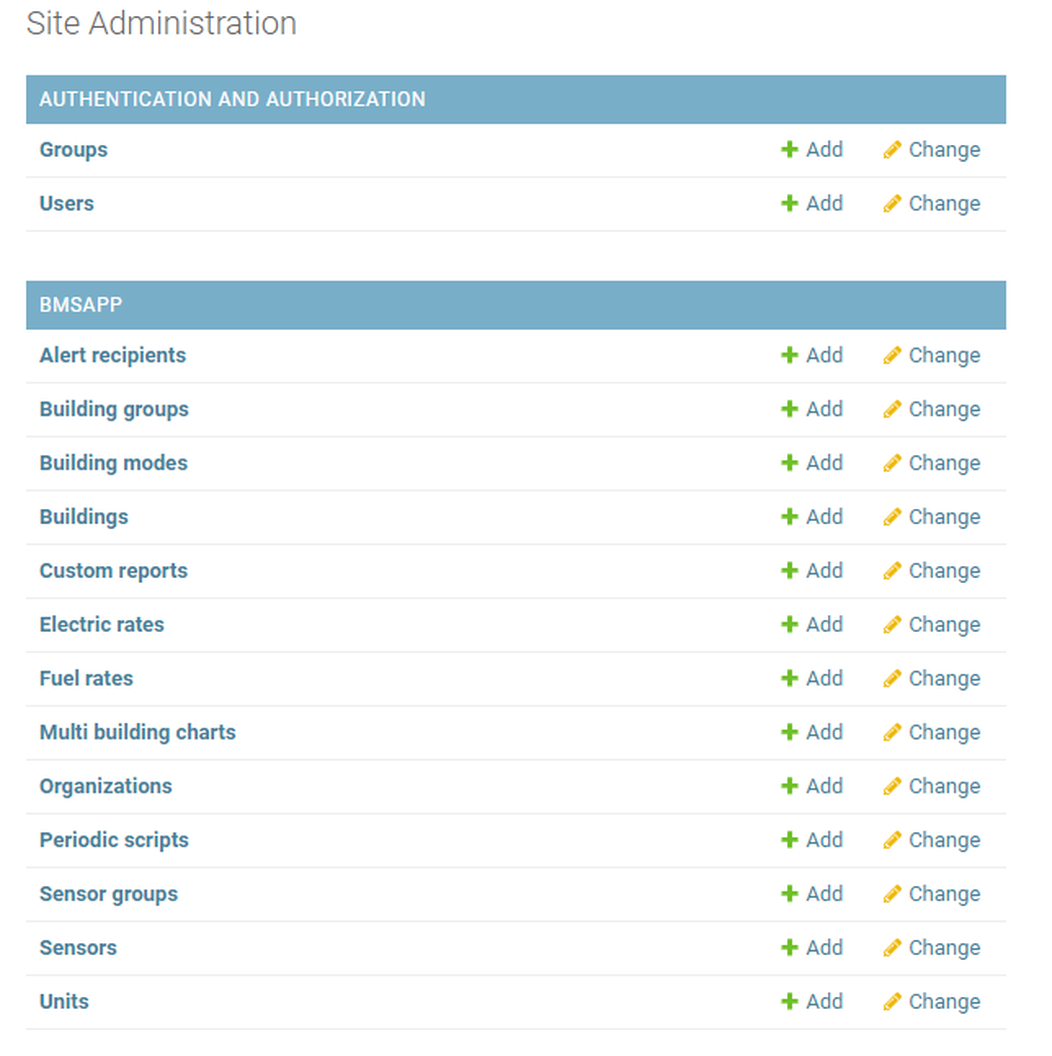 Site Administration
AUTHENTICATION AND AUTHORIZATION
Groups Add Change
Users Add Change
BMSAPP
Alert recipients Add Change
Building groups Add Change
Building modes Add Change
Buildings Add Change
Custom reports Add Change
Electric rates Add Change
Fuel rates Add Change
Multi building charts Add Change
Organizations Add Change
Periodic scripts Add Change
Sensor groups Add Change
Sensors Add Change
Units Add Change